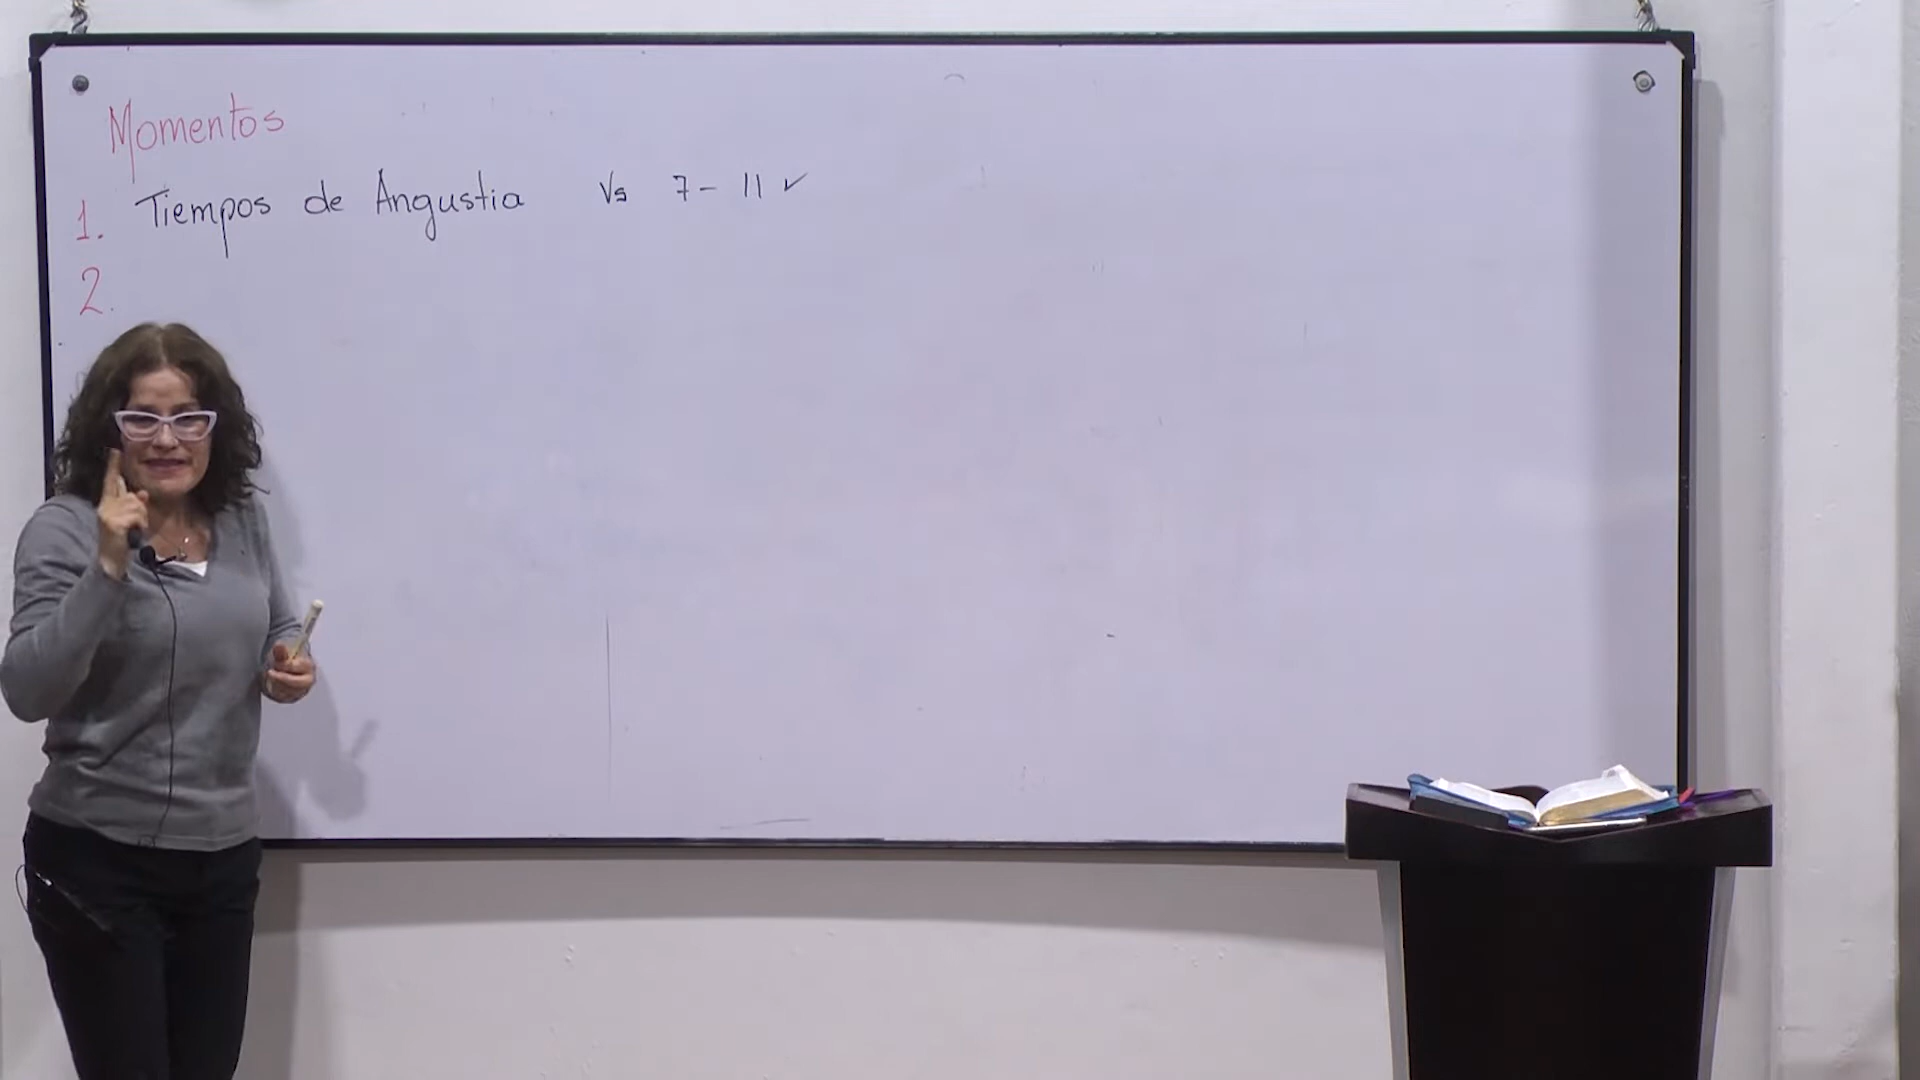 Momentos
1. Tiempos de Angustia Vs 7 - 11 ✓
2.